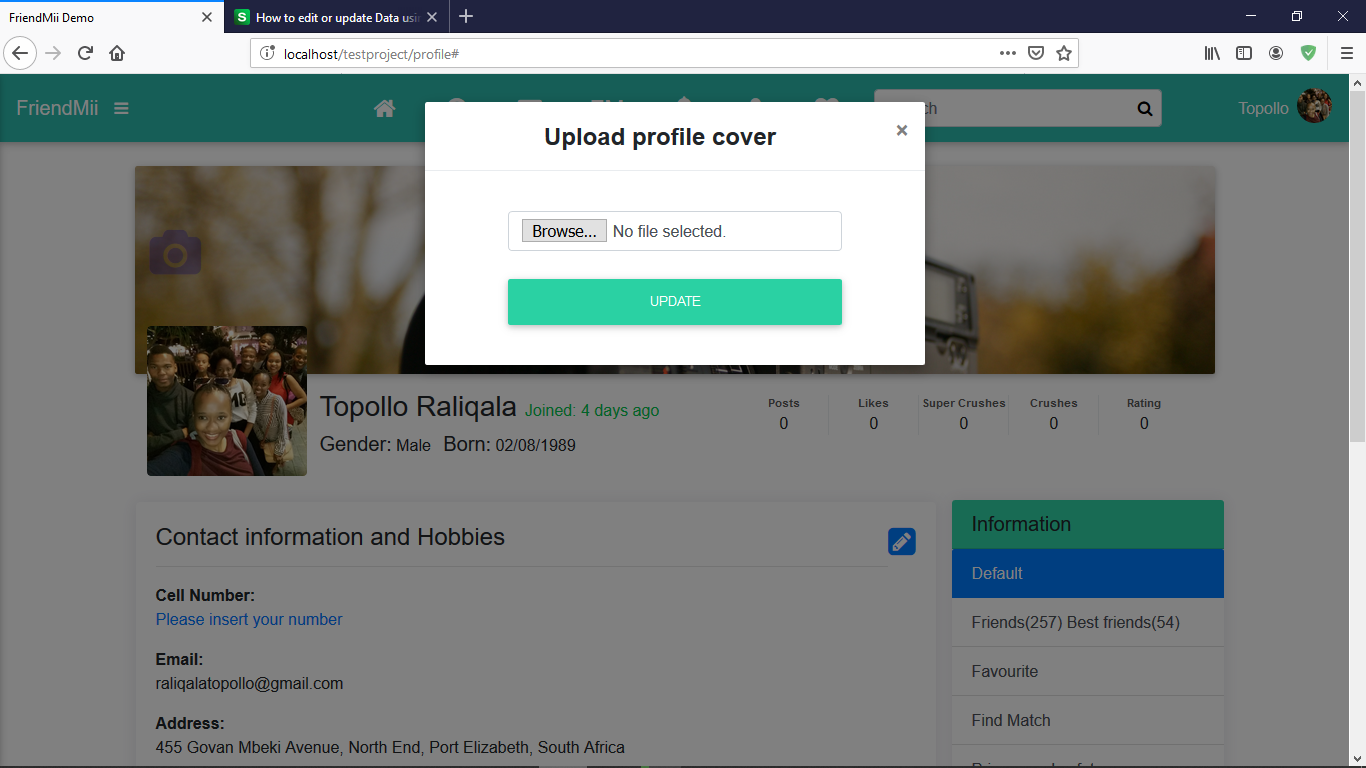 FriendMii Demo
How to edit or update Data usin
localhost/testproject/profile#
FriendMii
Topollo
Upload profile cover
×
Browse... No file selected.
UPDATE
Topollo Raliqala Joined: 4 days ago
Gender: Male Born: 02/08/1989
Posts Likes Super Crushes Crushes Rating
0 0 0 0 0
Contact information and Hobbies
Cell Number:
Please insert your number
Email:
raliqalatopollo@gmail.com
Address:
455 Govan Mbeki Avenue, North End, Port Elizabeth, South Africa
Information
Default
Friends(257) Best friends(54)
Favourite
Find Match